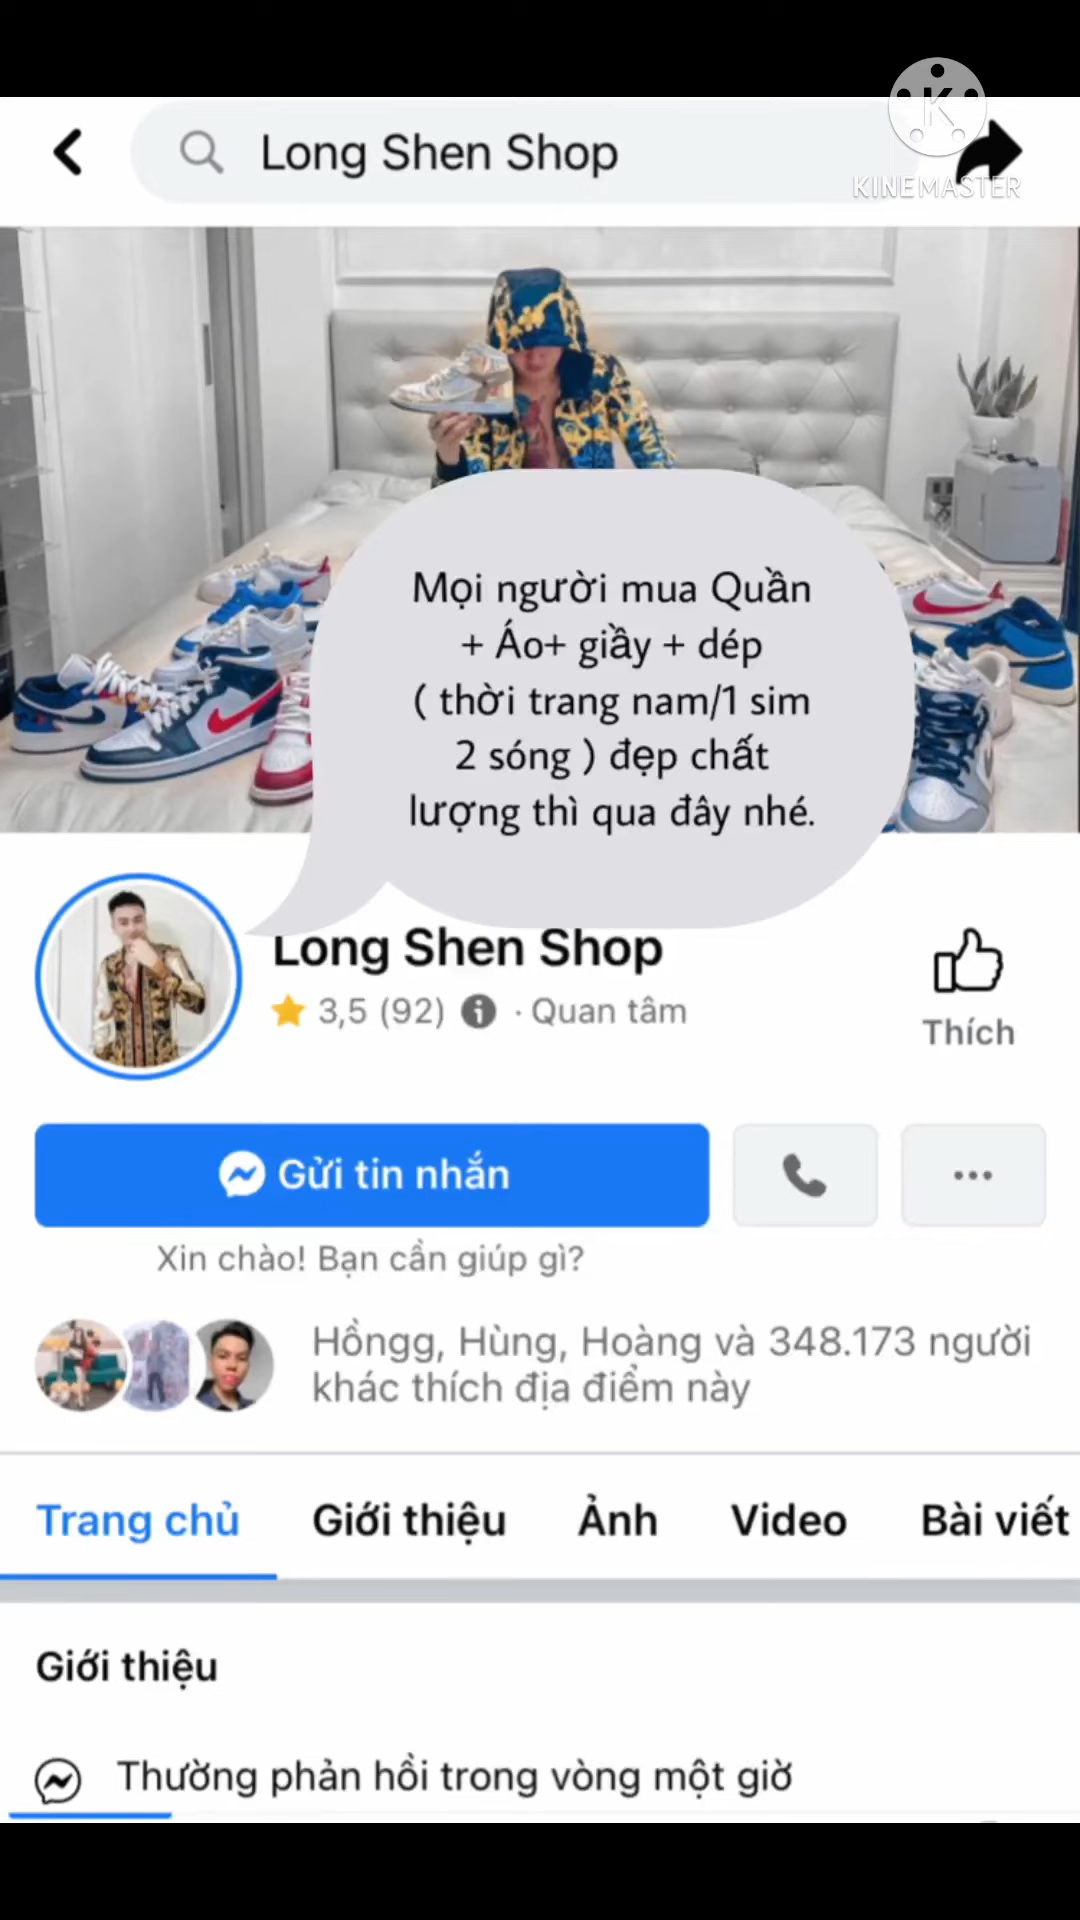 Long Shen Shop
KINEMASTER
Mọi người mua Quần
+ Áo+ giầy + dép
( thời trang nam/1 sim
2 sóng ) đẹp chất
lượng thì qua đây nhé.
Long Shen Shop
3,5 (92) · Quan tâm
Thích
Gửi tin nhắn
Xin chào! Bạn cần giúp gì?
Hồngg, Hùng, Hoàng và 348.173 người
khác thích địa điểm này
Trang chủ Giới thiệu Ảnh Video Bài viết
Giới thiệu
Thường phản hồi trong vòng một giờ